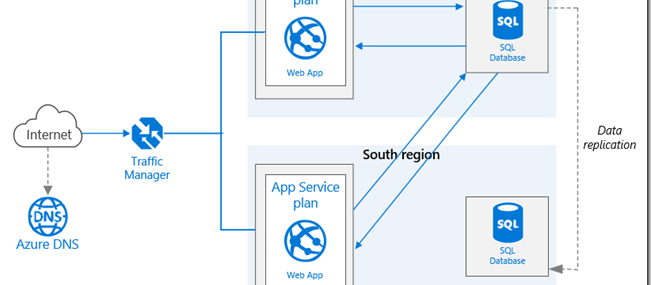 plan
Web App
SQL
SQL
Database
Internet
Traffic
Manager
Data
replication
South region
App Service
plan
DNS
Azure DNS
Web App
SQL
SQL
Database